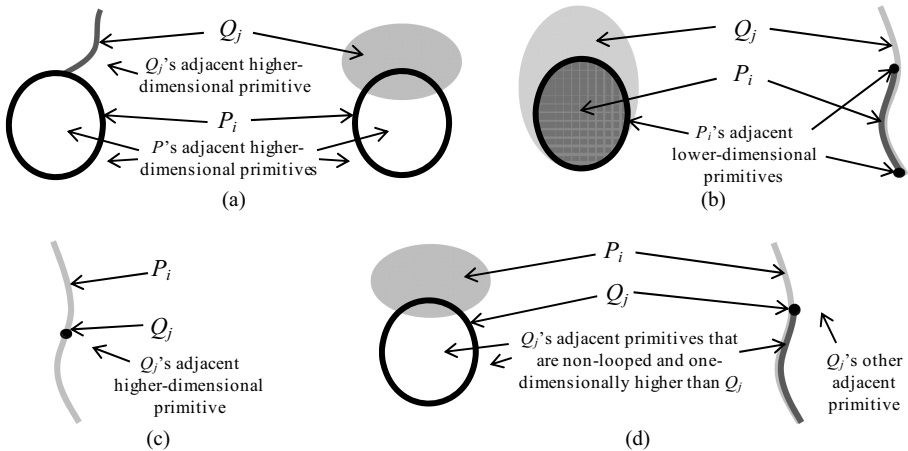 Qj
Qj's adjacent higher-
dimensional primitive
Pi
P's adjacent higher-
dimensional primitives
(a)
Qj
Pi
Pi's adjacent
lower-dimensional
primitives
(b)
Pi
Qj
Qj's adjacent
higher-dimensional
primitive
(c)
Pi
Qj
Qj's adjacent primitives that
are non-looped and one-
dimensionally higher than Qj
Qj's other
adjacent
primitive
(d)